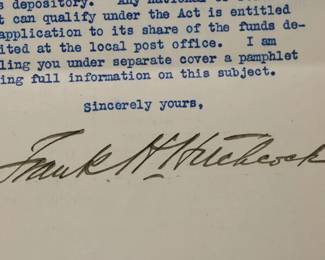 s depository. Any national or
t can qualify under the Act is entitled
application to its share of the funds de-
ited at the local post office. I am
ling you under separate cover a pamphlet
ing full information on this subject.
Sincerely yours,
Frank H Hitchcock